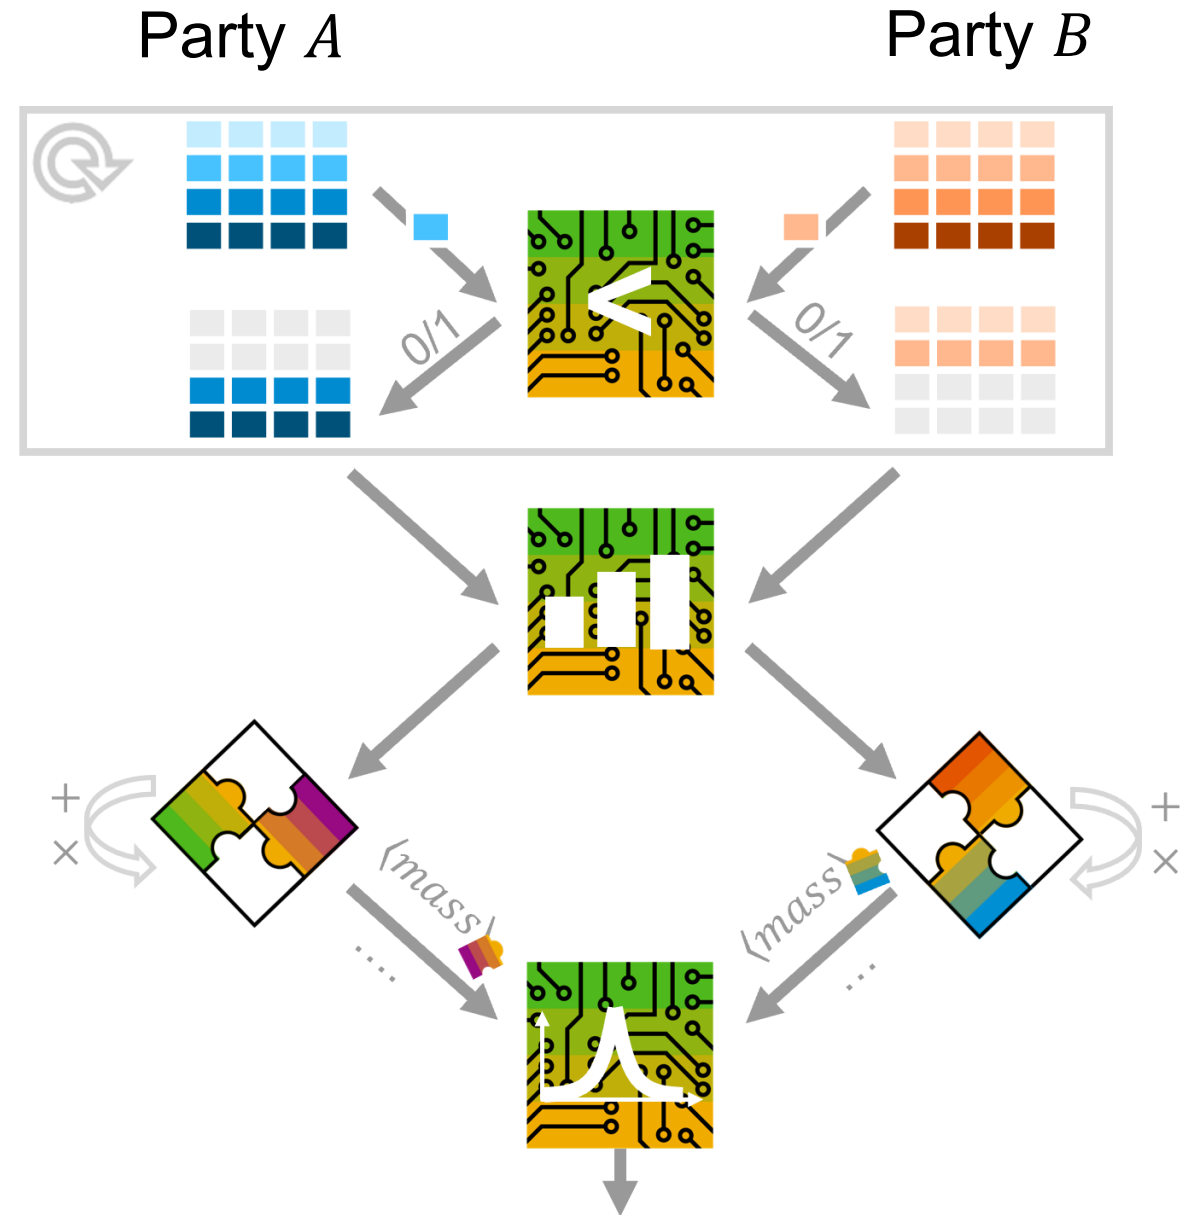 Party A
Party B
<
0/1
0/1
+
×
⟨mass⟩
....
⟨mass⟩
...
+
×